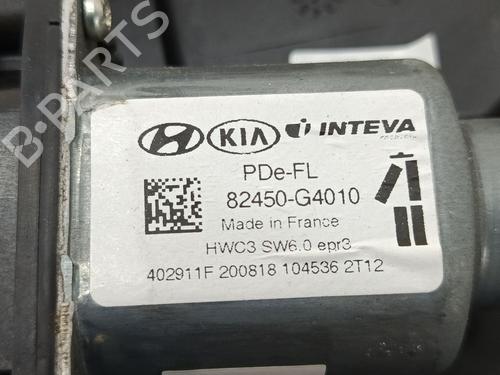 KIA INTEVA
PDe-FL
82450-G4010
Made in France
HWC3 SW6.0 epr3
402911F 200818 104536 2T12
B-PARTS